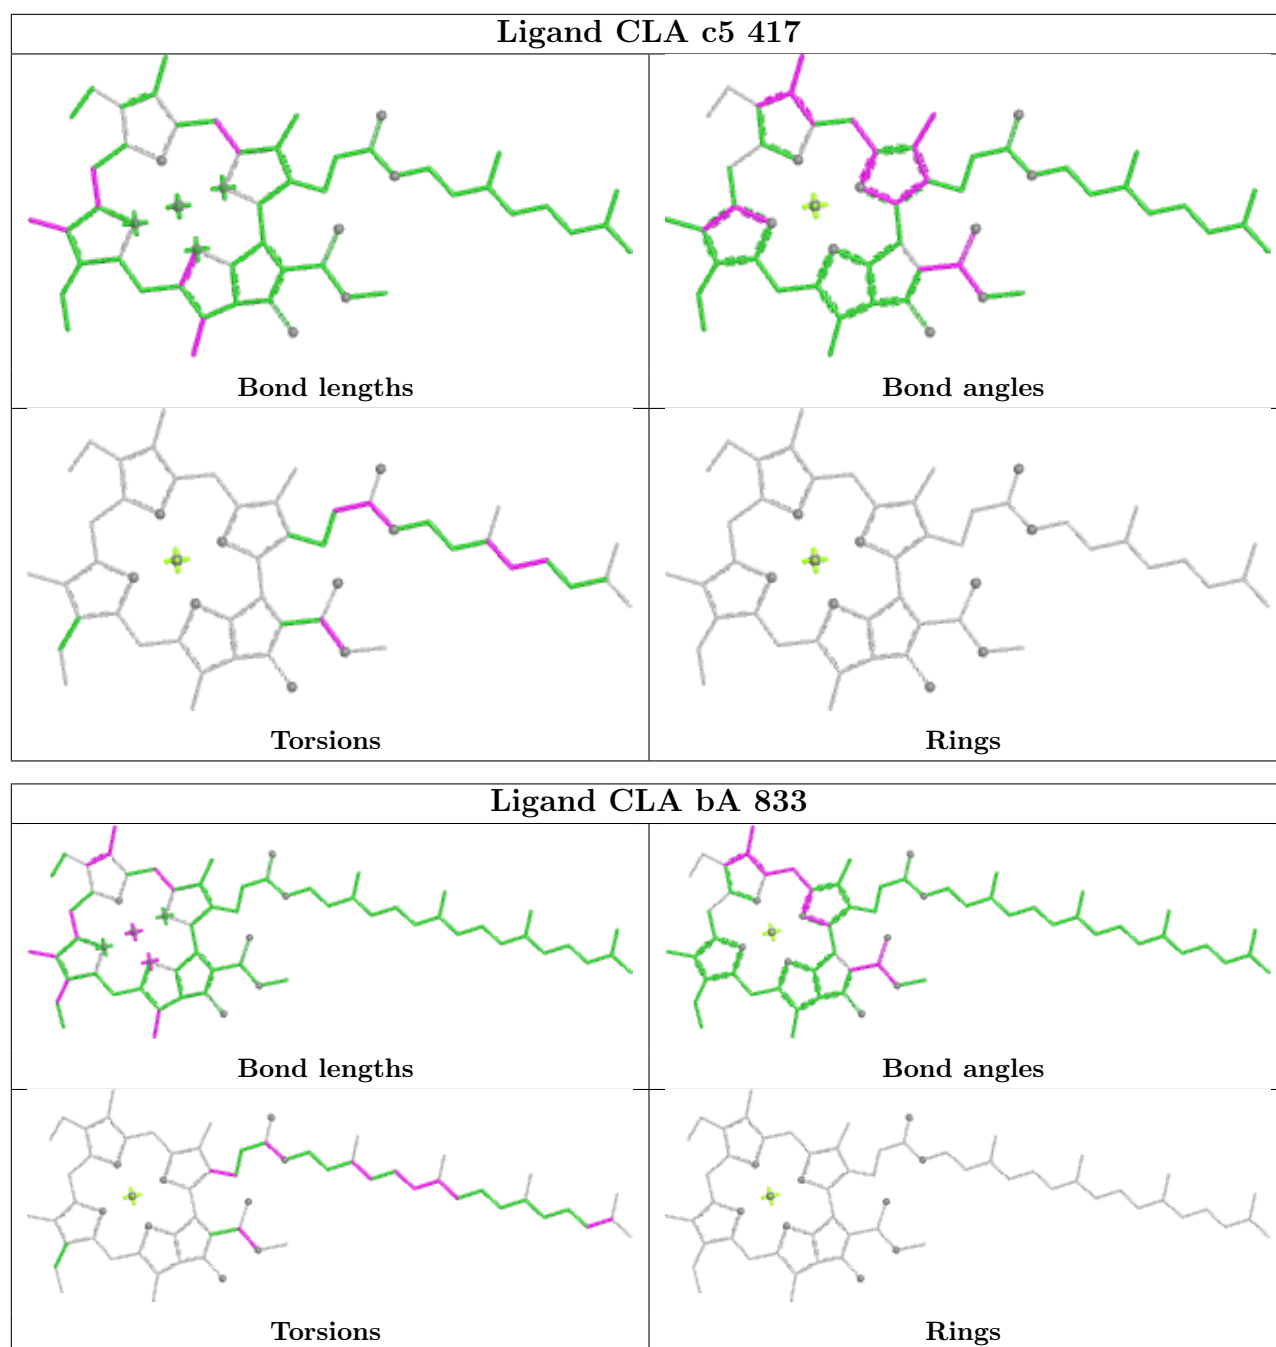 Ligand CLA c5 417
Bond lengths
Bond angles
Torsions
Rings
Ligand CLA bA 833
Bond lengths
Bond angles
Torsions
Rings